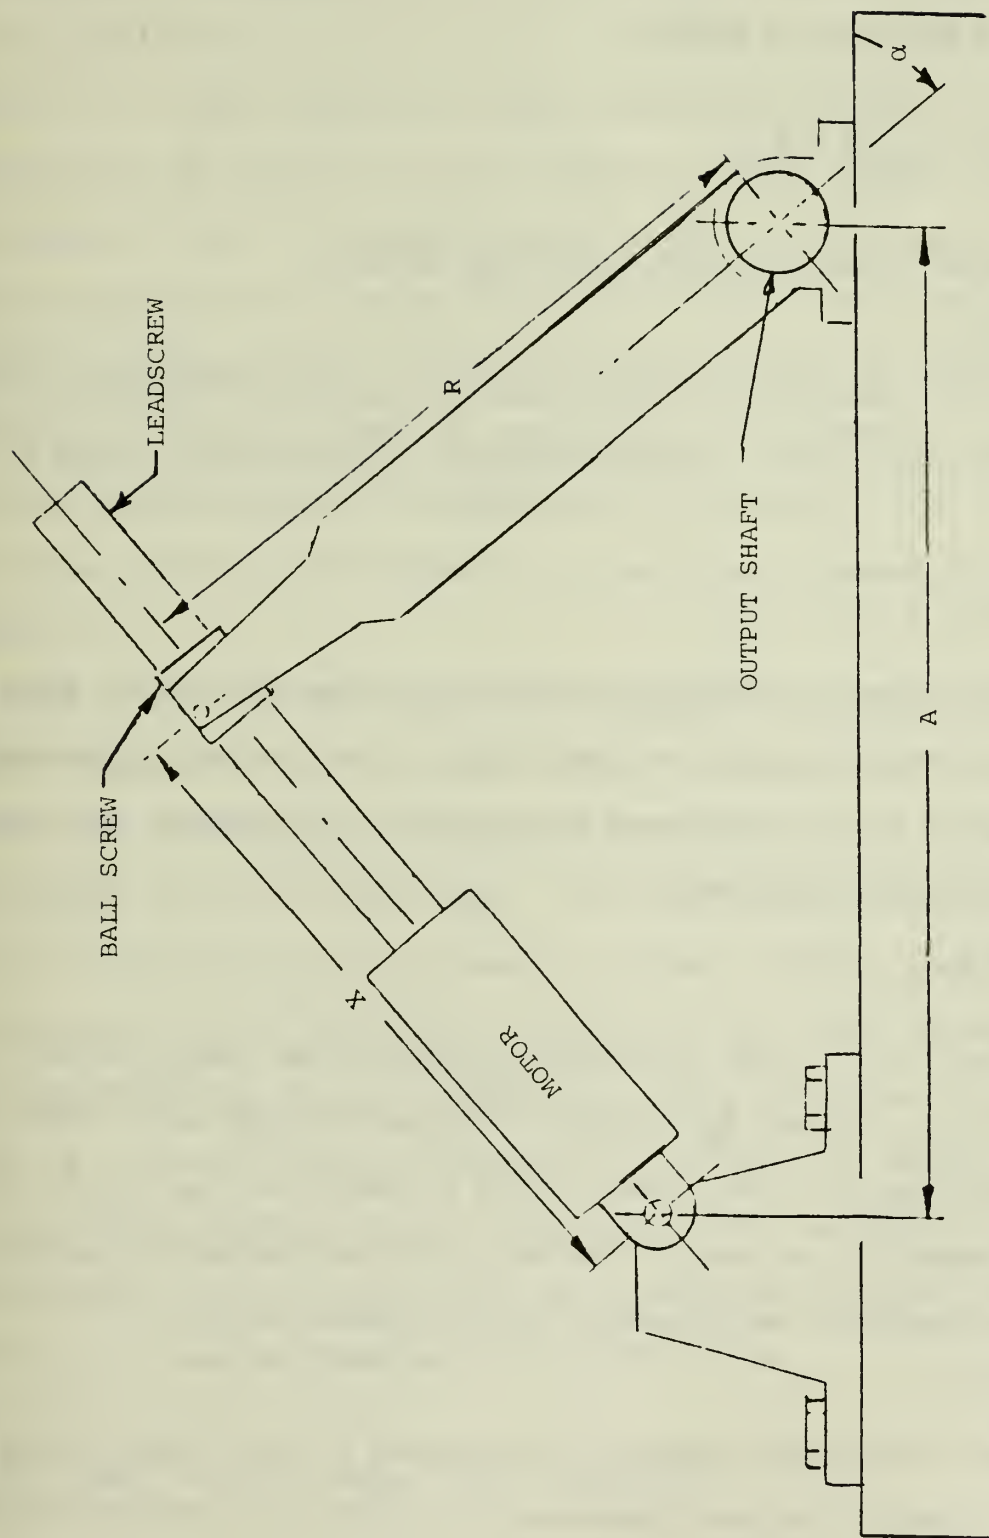 LEADSCREW
BALL SCREW
R
X
MOTOR
OUTPUT SHAFT
A
α